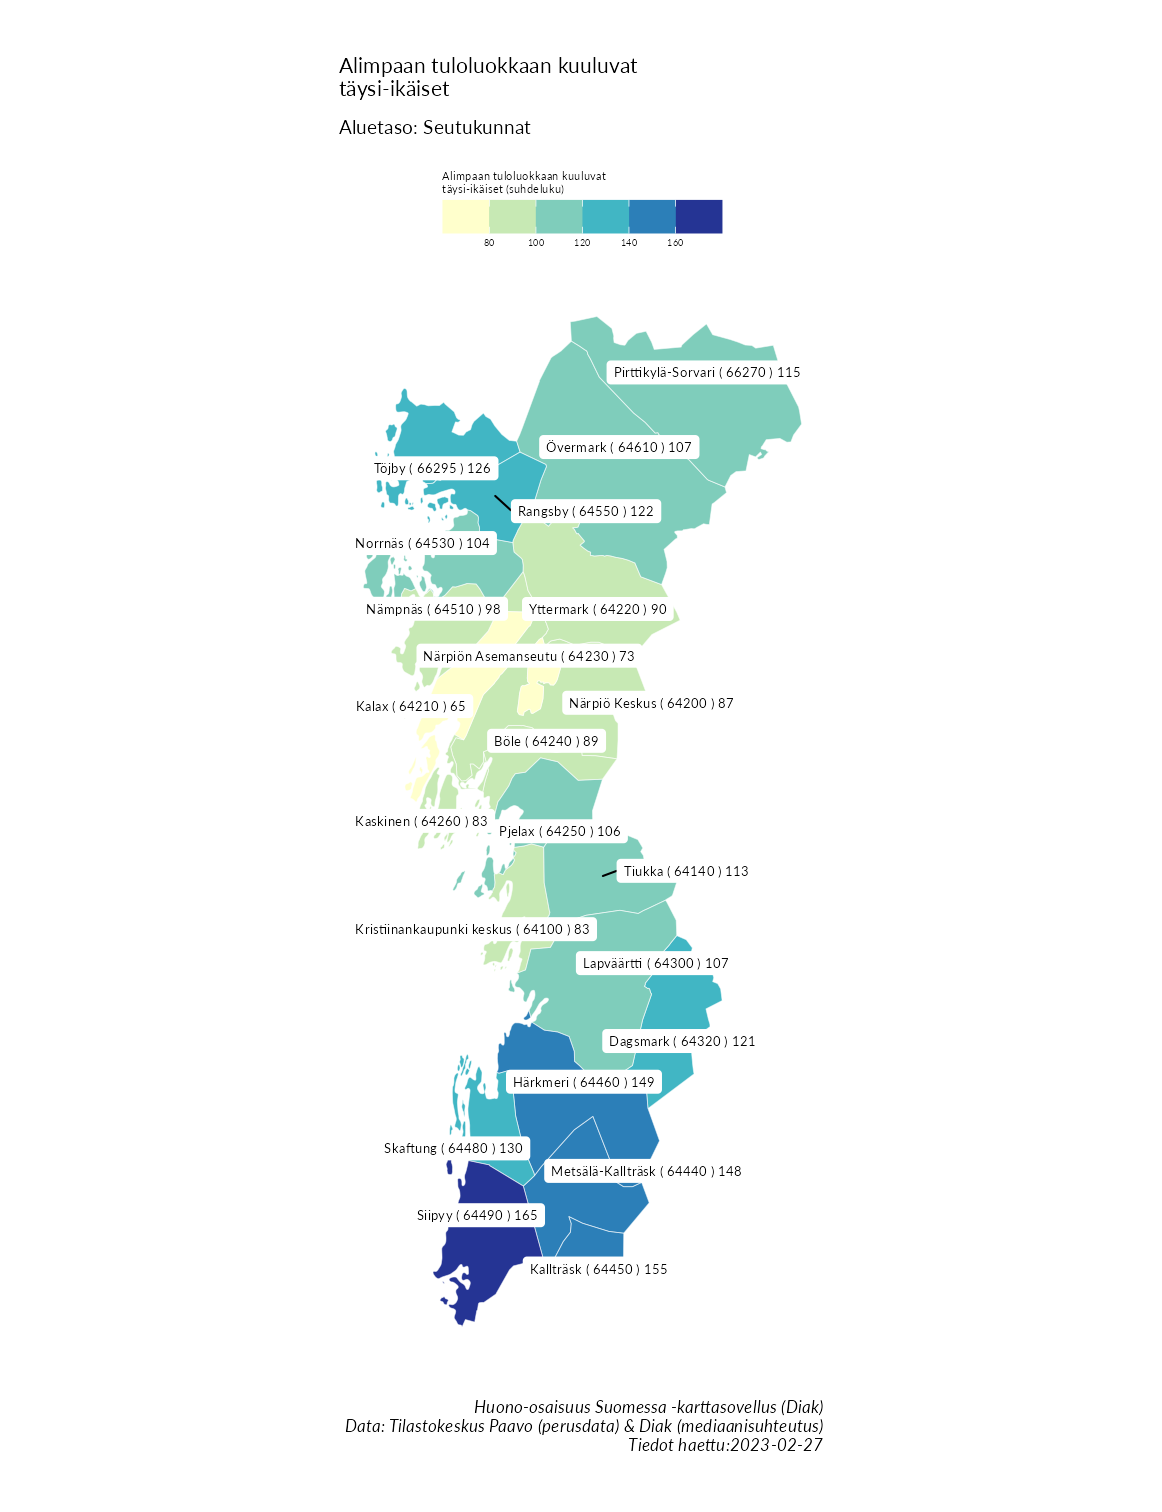 Alimpaan tuloluokkaan kuuluvat
täysi-ikäiset
Aluetaso: Seutukunnat
Alimpaan tuloluokkaan kuuluvat
täysi-ikäiset (suhdeluku)
80 100 120 140 160
Pirttikylä-Sorvari ( 66270 ) 115
Övermark ( 64610 ) 107
Töjby ( 66295 ) 126
Rangsby ( 64550 ) 122
Norrnäs ( 64530 ) 104
Nämpnäs ( 64510 ) 98
Yttermark ( 64220 ) 90
Närpiön Asemanseutu ( 64230 ) 73
Närpiö Keskus ( 64200 ) 87
Kalax ( 64210 ) 65
Böle ( 64240 ) 89
Kaskinen ( 64260 ) 83
Pjelax ( 64250 ) 106
Tiukka ( 64140 ) 113
Kristiinankaupunki keskus ( 64100 ) 83
Lapväärtti ( 64300 ) 107
Dagsmark ( 64320 ) 121
Härkmeri ( 64460 ) 149
Skaftung ( 64480 ) 130
Metsälä-Kallträsk ( 64440 ) 148
Siipyy ( 64490 ) 165
Kallträsk ( 64450 ) 155
Huono-osaisuus Suomessa -karttasovellus (Diak)
Data: Tilastokeskus Paavo (perusdata) & Diak (mediaanisuhteutus)
Tiedot haettu:2023-02-27